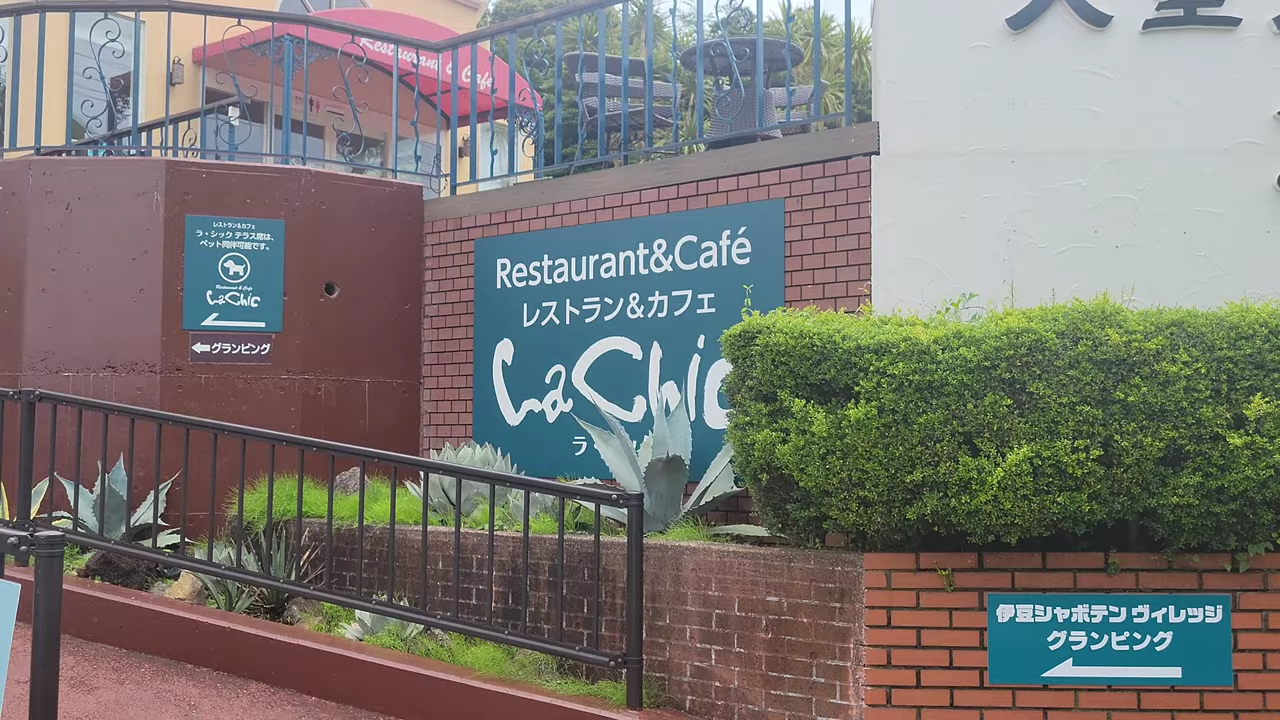 Restaurant & Cafe
レストラン&カフェ
ラ・シック テラス席は、
ペット同伴可能です。
Restaurant & Cafe
LaChic
グランピング
Restaurant&Café
レストラン&カフェ
LaChic
ラ
伊豆シャボテン ヴィレッジ
グランピング